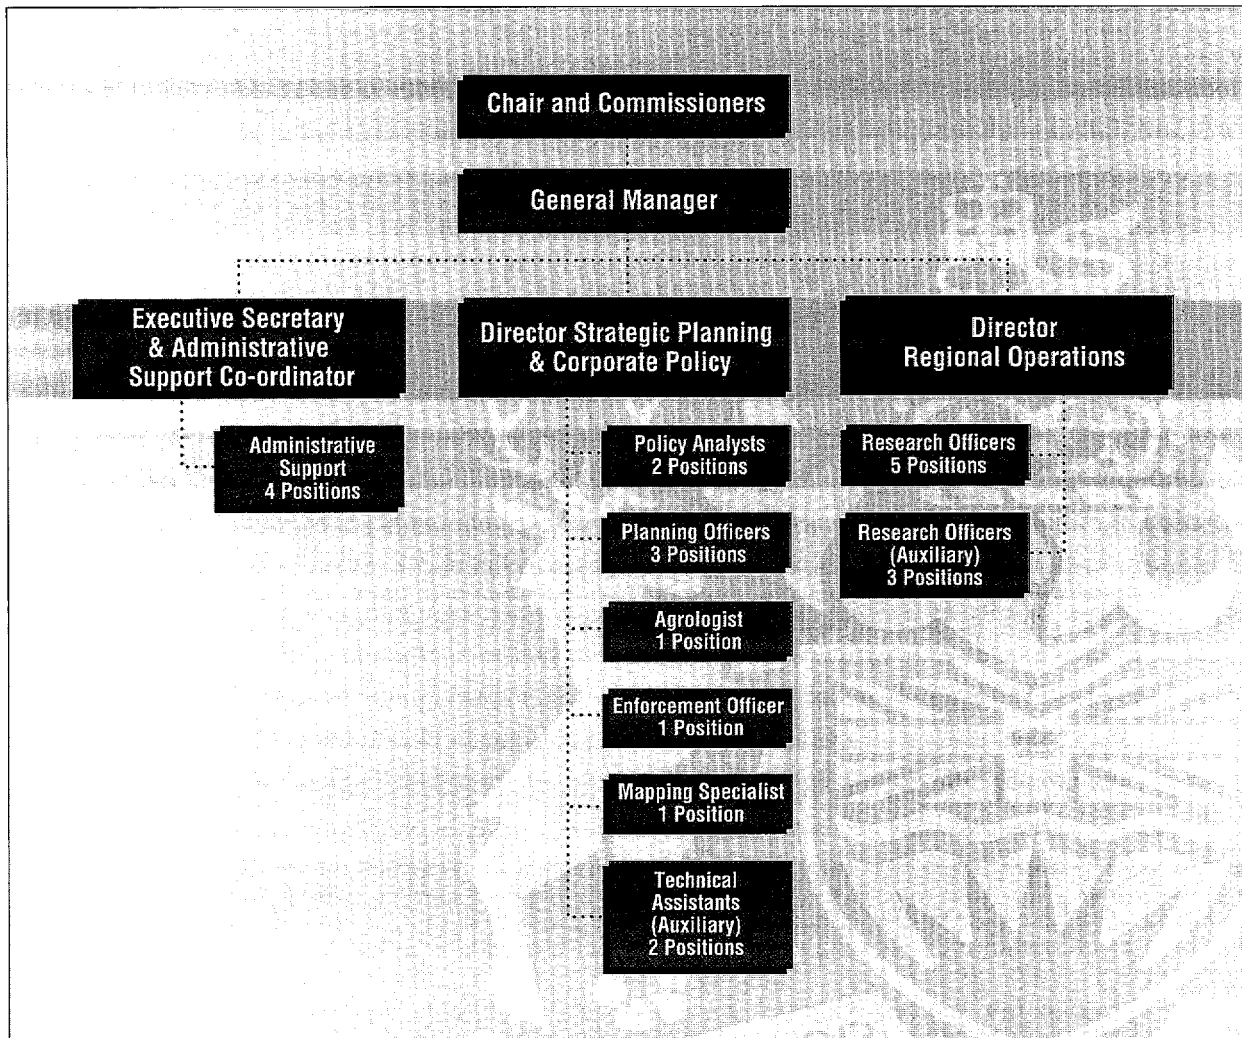 Chair and Commissioners
General Manager
Executive Secretary
& Administrative
Support Co-ordinator
Director Strategic Planning
& Corporate Policy
Director
Regional Operations
Administrative
Support
4 Positions
Policy Analysts
2 Positions
Planning Officers
3 Positions
Agrologist
1 Position
Enforcement Officer
1 Position
Mapping Specialist
1 Position
Technical
Assistants
(Auxiliary)
2 Positions
Research Officers
5 Positions
Research Officers
(Auxiliary)
3 Positions